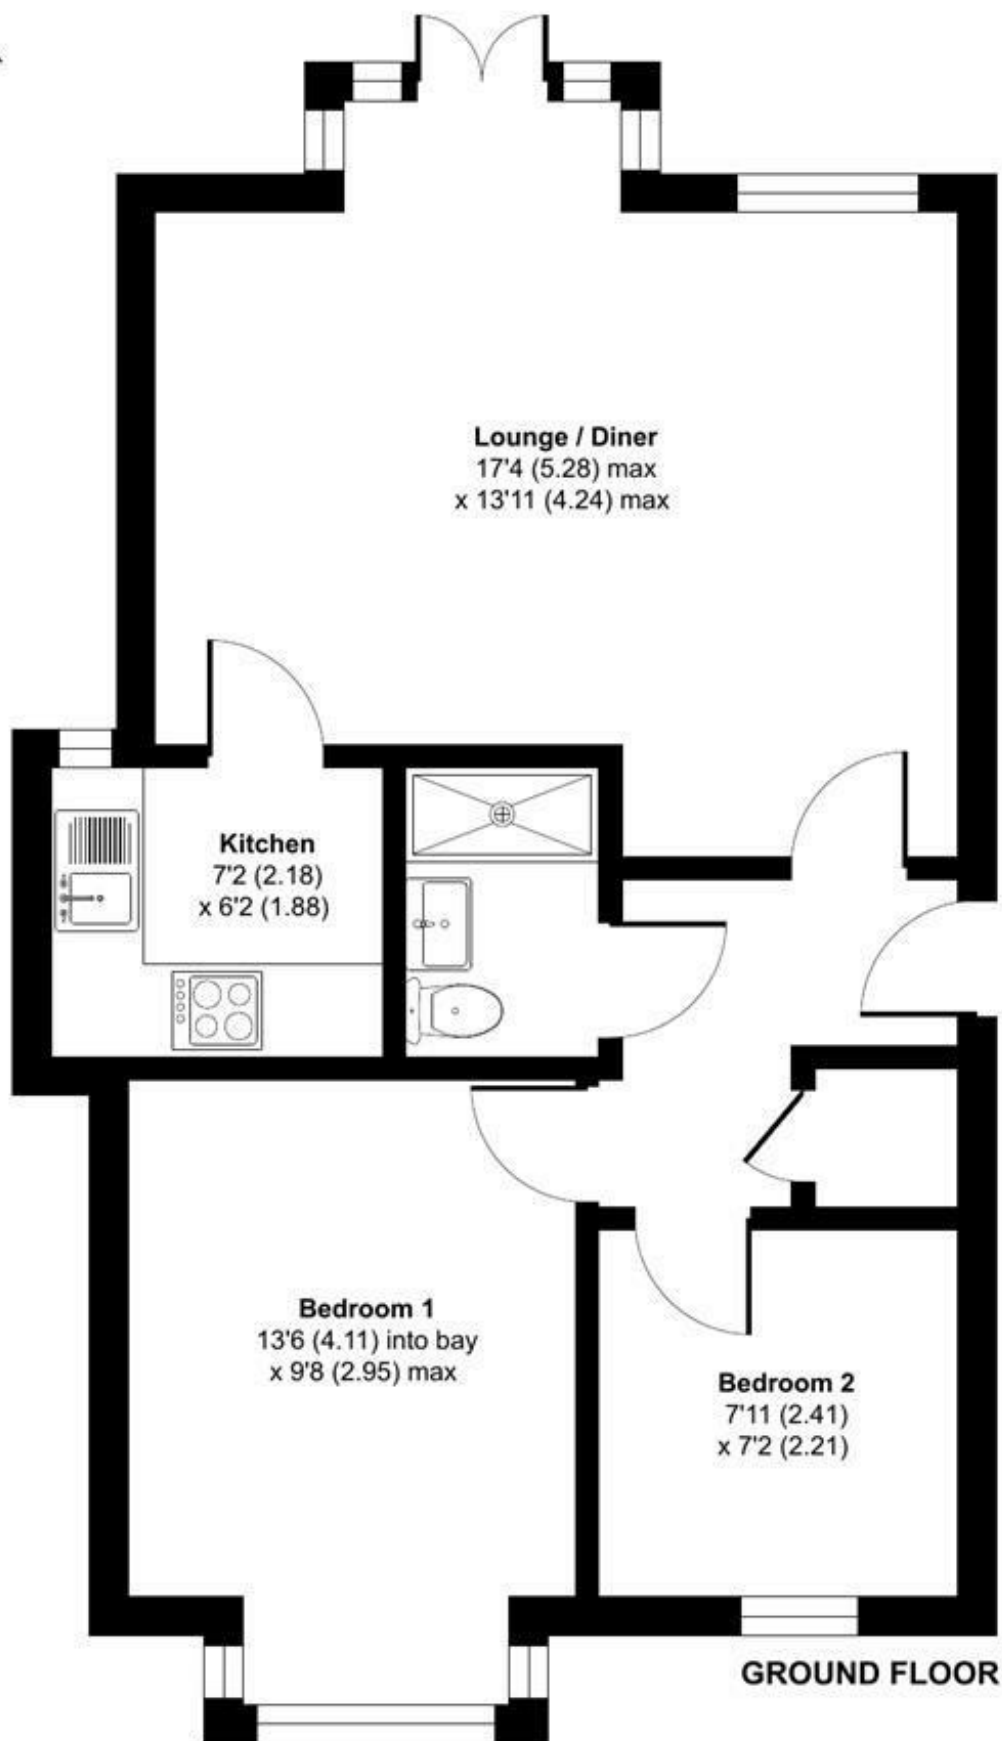 Lounge / Diner
17'4 (5.28) max
x 13'11 (4.24) max
Kitchen
7'2 (2.18)
x 6'2 (1.88)
Bedroom 1
13'6 (4.11) into bay
x 9'8 (2.95) max
Bedroom 2
7'11 (2.41)
x 7'2 (2.21)
GROUND FLOOR